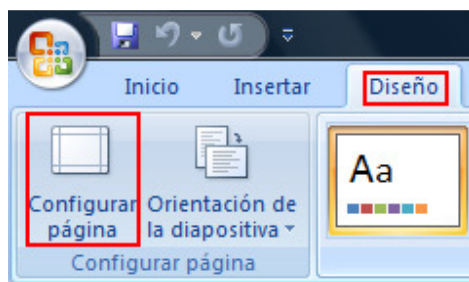 Inicio Insertar Diseño
Configurar
página
Orientación de
la diapositiva
Aa
Configurar página